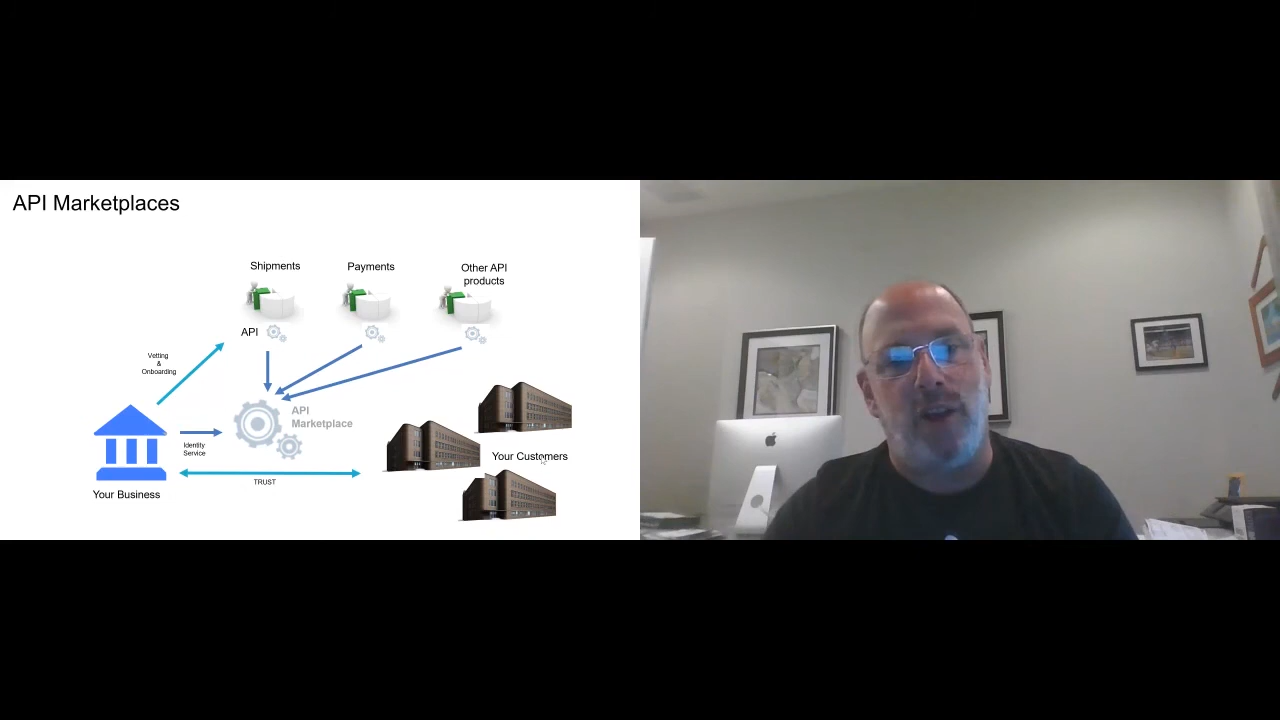 API Marketplaces
Shipments
Payments
Other API
products
API
Vetting
&
Onboarding
API
Marketplace
Identity
Service
Your Customers
TRUST
Your Business